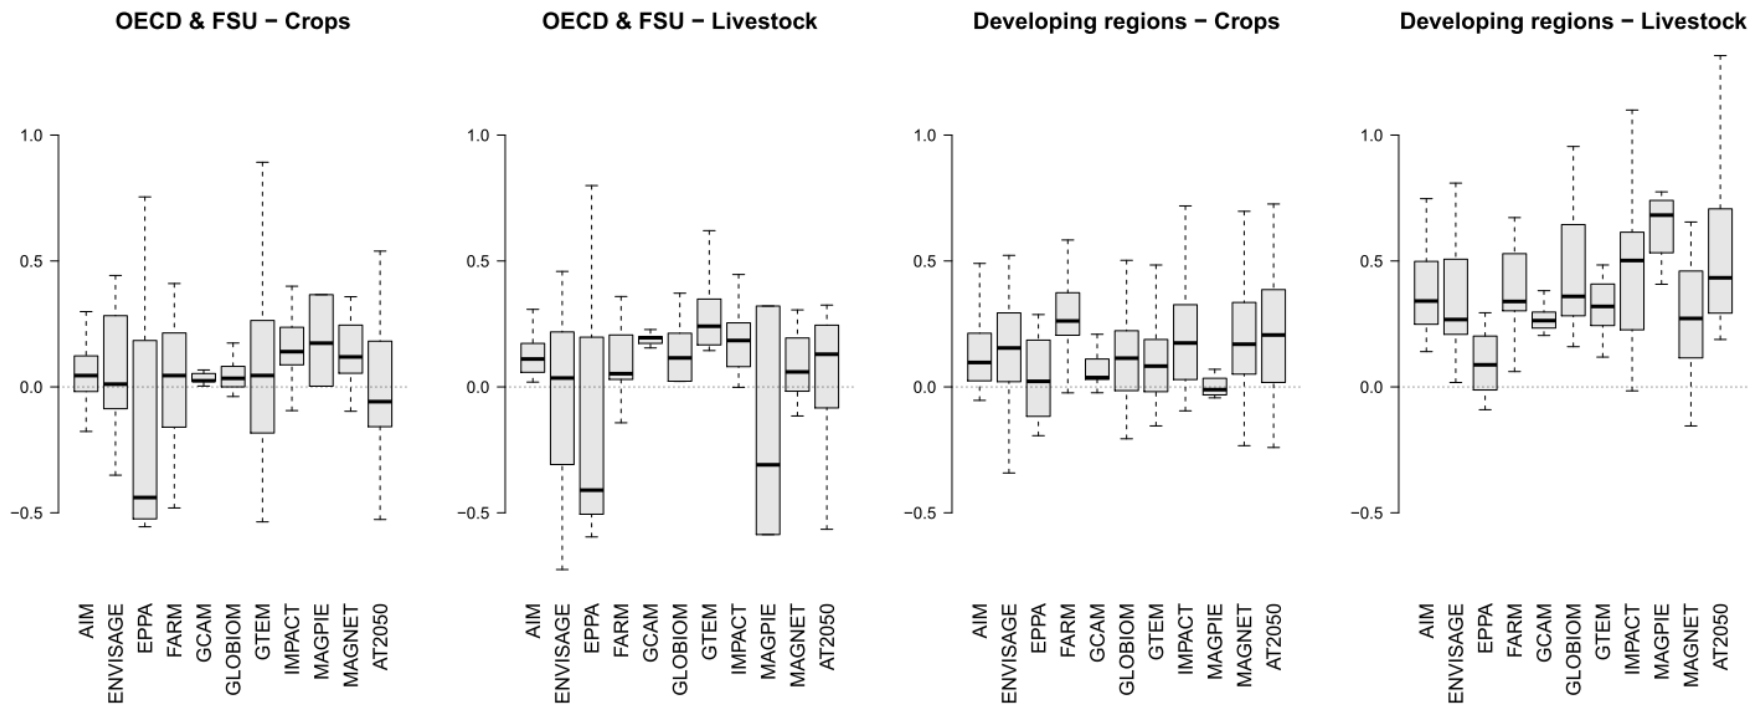 OECD & FSU − Crops
1.0
0.5
0.0
−0.5
AIM
ENVISAGE
EPPA
FARM
GCAM
GLOBIOM
GTEM
IMPACT
MAGPIE
MAGNET
AT2050
OECD & FSU − Livestock
1.0
0.5
0.0
−0.5
AIM
ENVISAGE
EPPA
FARM
GCAM
GLOBIOM
GTEM
IMPACT
MAGPIE
MAGNET
AT2050
Developing regions − Crops
1.0
0.5
0.0
−0.5
AIM
ENVISAGE
EPPA
FARM
GCAM
GLOBIOM
GTEM
IMPACT
MAGPIE
MAGNET
AT2050
Developing regions − Livestock
1.0
0.5
0.0
−0.5
AIM
ENVISAGE
EPPA
FARM
GCAM
GLOBIOM
GTEM
IMPACT
MAGPIE
MAGNET
AT2050